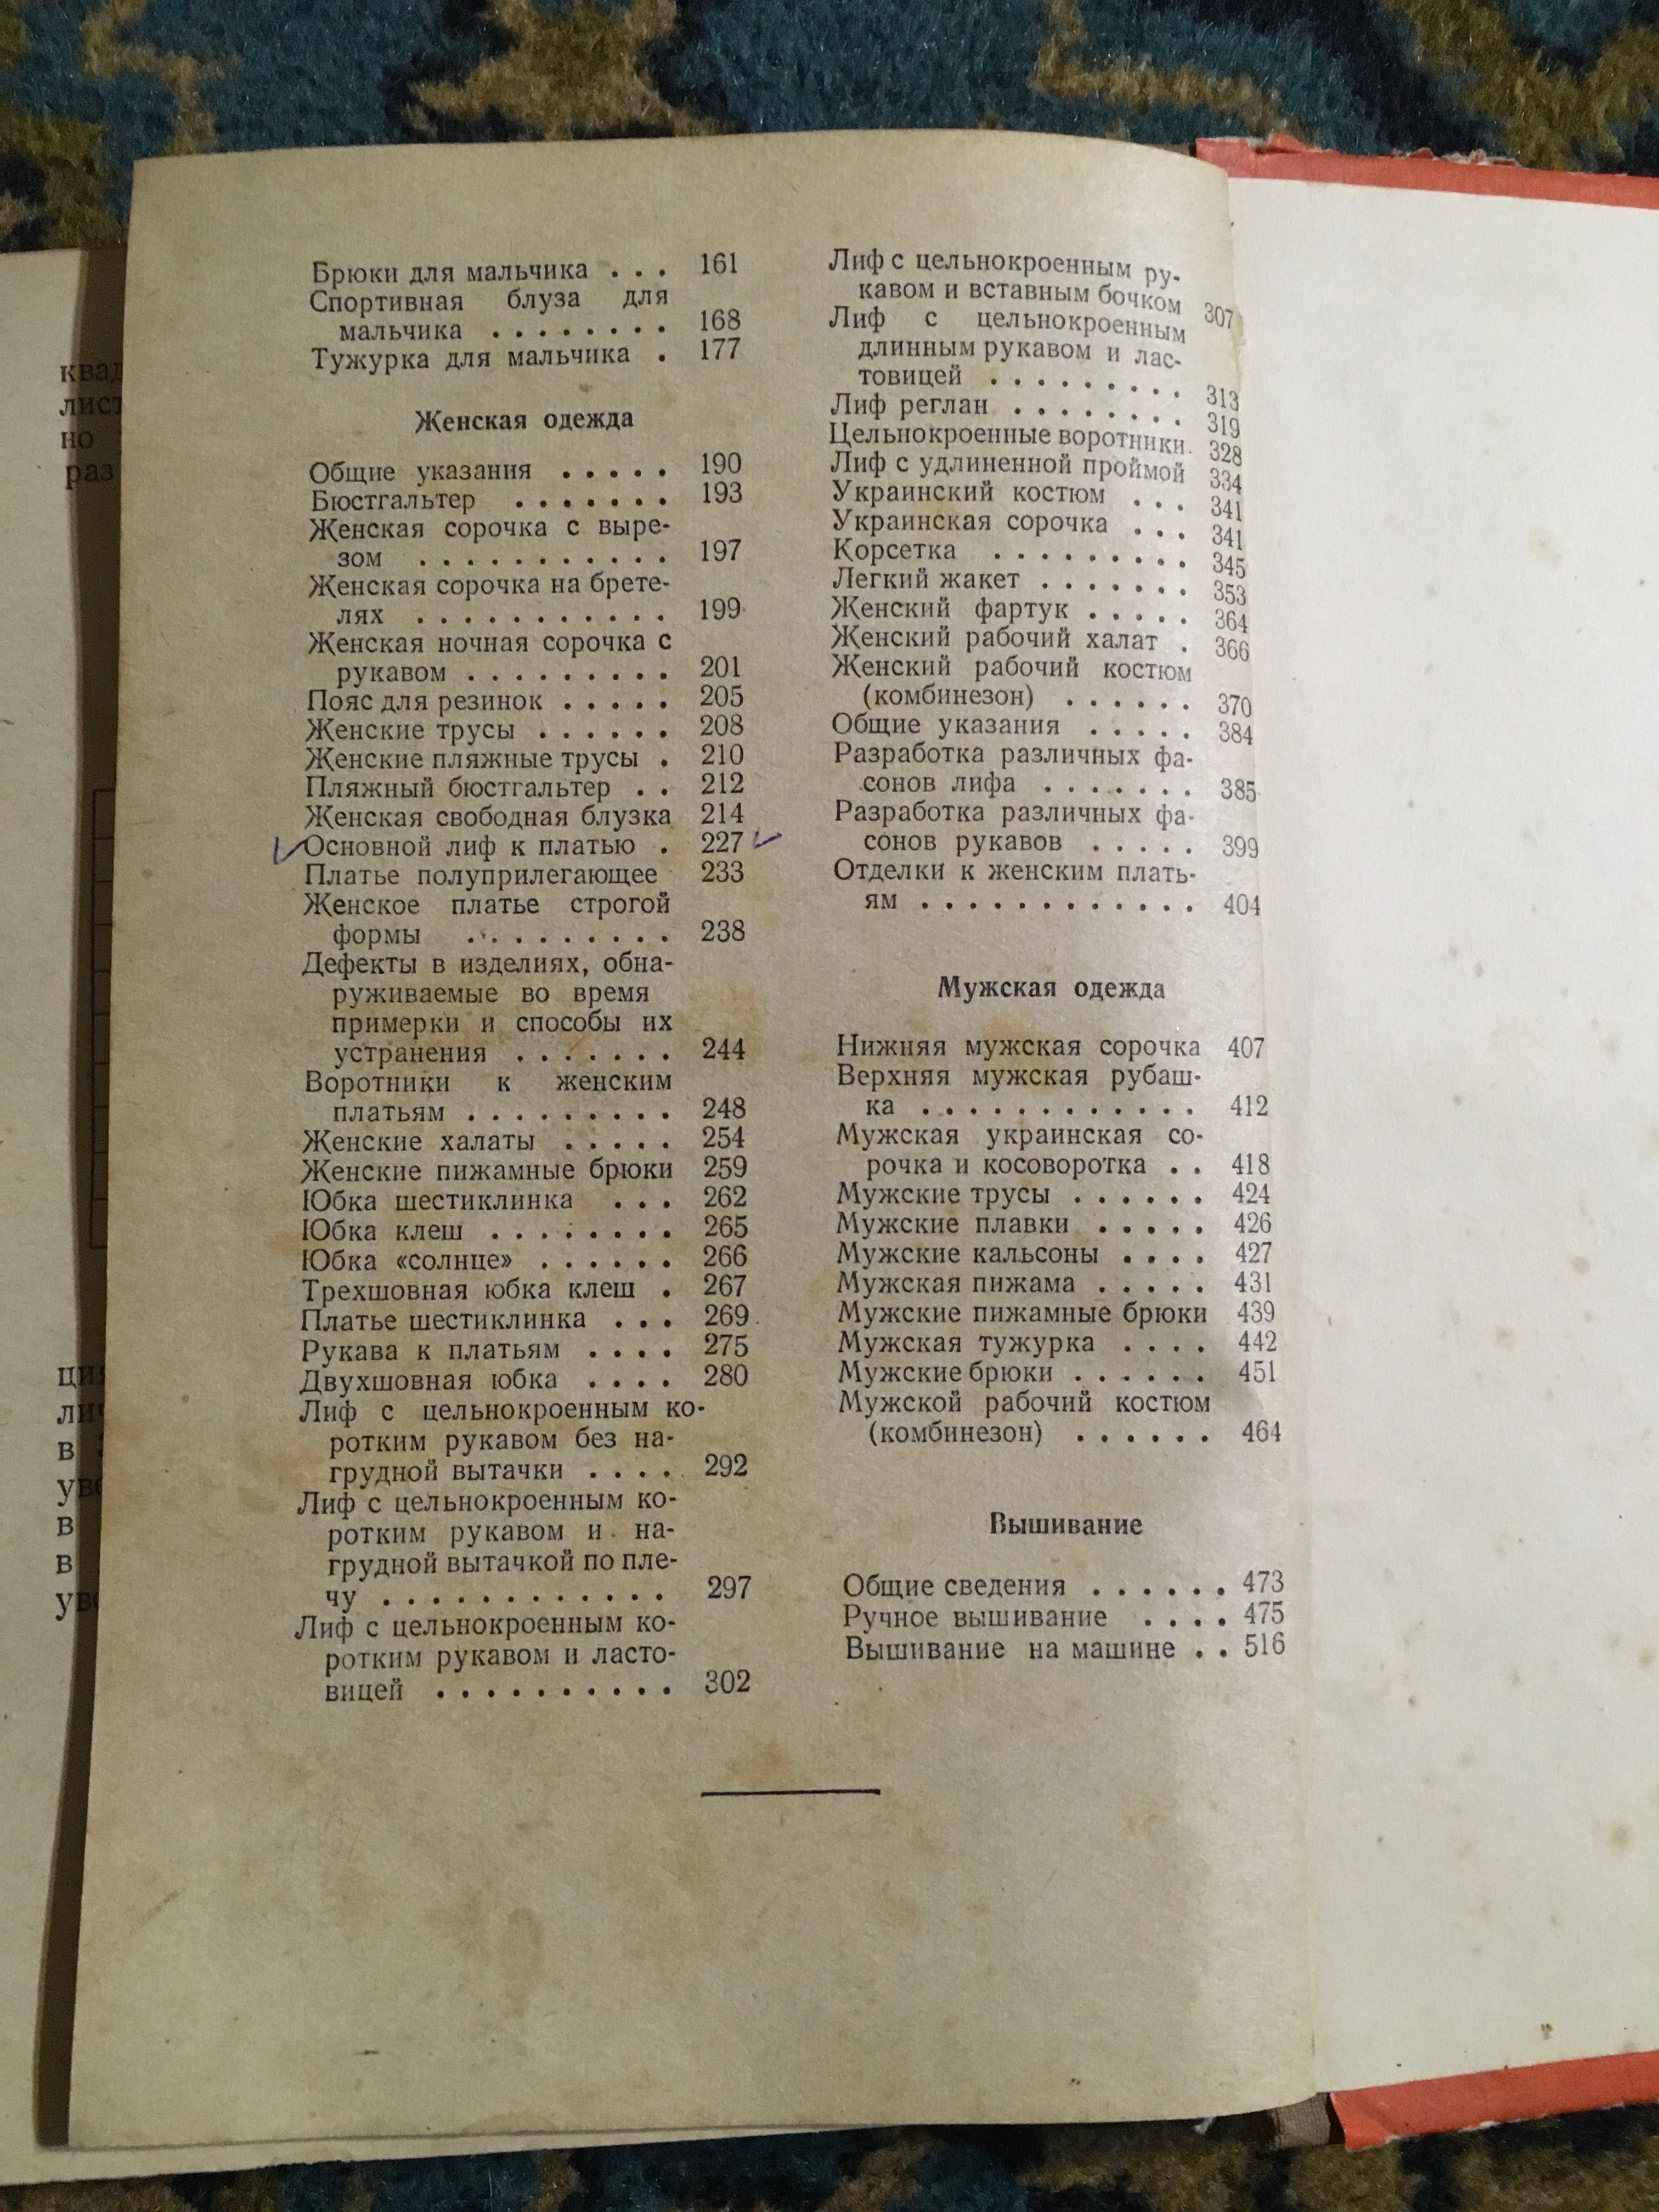 Брюки для мальчика . . . 161
Спортивная блуза для
мальчика . . . . . . . . 168
Тужурка для мальчика . 177
Женская одежда
Общие указания . . . . . 190
Бюстгальтер . . . . . . . 193
Женская сорочка с выре-
зом . . . . . . . . . . . 197
Женская сорочка на брете-
лях . . . . . . . . . . . 199
Женская ночная сорочка с
рукавом . . . . . . . . . 201
Пояс для резинок . . . . . 205
Женские трусы . . . . . . 208
Женские пляжные трусы . 210
Пляжный бюстгальтер . . 212
Женская свободная блузка 214
Основной лиф к платью . 227
Платье полуприлегающее 233
Женское платье строгой
формы . . . . . . . . . 238
Дефекты в изделиях, обна-
руживаемые во время
примерки и способы их
устранения . . . . . . . 244
Воротники к женским
платьям . . . . . . . . . 248
Женские халаты . . . . . 254
Женские пижамные брюки 259
Юбка шестиклинка . . . 262
Юбка клеш . . . . . . . . 265
Юбка «солнце» . . . . . . 266
Трехшовная юбка клеш . 267
Платье шестиклинка . . . 269
Рукава к платьям . . . . 275
Двухшовная юбка . . . . 280
Лиф с цельнокроенным ко-
ротким рукавом без на-
грудной вытачки . . . . 292
Лиф с цельнокроенным ко-
ротким рукавом и на-
грудной вытачкой по пле-
чу . . . . . . . . . . . . 297
Лиф с цельнокроенным ко-
ротким рукавом и ласто-
вицей . . . . . . . . . . 302
Лиф с цельнокроенным ру-
кавом и вставным бочком 307
Лиф с цельнокроенным
длинным рукавом и лас-
товицей . . . . . . . . . 313
Лиф реглан . . . . . . . . 319
Цельнокроенные воротники. 328
Лиф с удлиненной проймой 334
Украинский костюм . . . 341
Украинская сорочка . . . 341
Корсетка . . . . . . . . . 345
Легкий жакет . . . . . . . 353
Женский фартук . . . . . 364
Женский рабочий халат . 366
Женский рабочий костюм
(комбинезон) . . . . . . 370
Общие указания . . . . . 384
Разработка различных фа-
сонов лифа . . . . . . . 385
Разработка различных фа-
сонов рукавов . . . . . 399
Отделки к женским плать-
ям . . . . . . . . . . . . 404
Мужская одежда
Нижняя мужская сорочка 407
Верхняя мужская рубаш-
ка . . . . . . . . . . . . 412
Мужская украинская со-
рочка и косоворотка . . 418
Мужские трусы . . . . . . 424
Мужские плавки . . . . . 426
Мужские кальсоны . . . . 427
Мужская пижама . . . . . 431
Мужские пижамные брюки 439
Мужская тужурка . . . . 442
Мужские брюки . . . . . . 451
Мужской рабочий костюм
(комбинезон) . . . . . . 464
Вышивание
Общие сведения . . . . . . 473
Ручное вышивание . . . . 475
Вышивание на машине . . 516